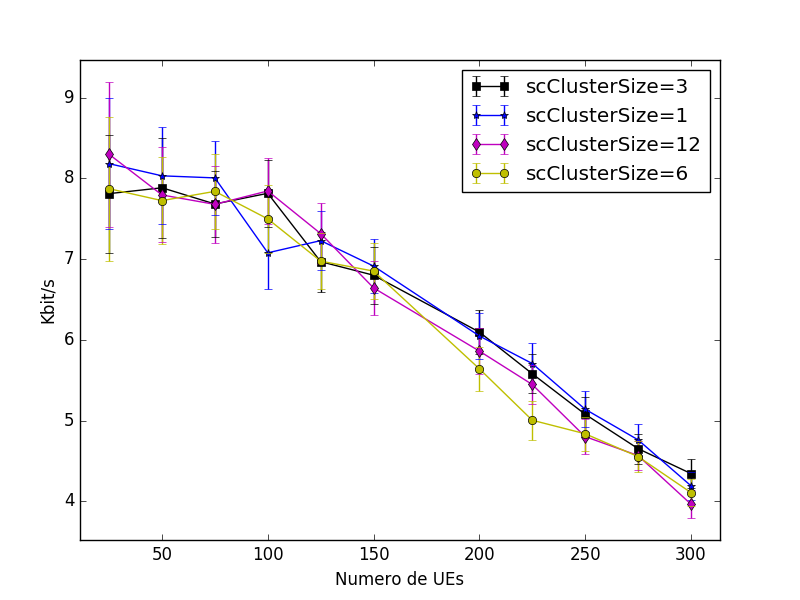 scClusterSize=3
scClusterSize=1
scClusterSize=12
scClusterSize=6
Kbit/s
9
8
7
6
5
4
50 100 150 200 250 300
Numero de UEs